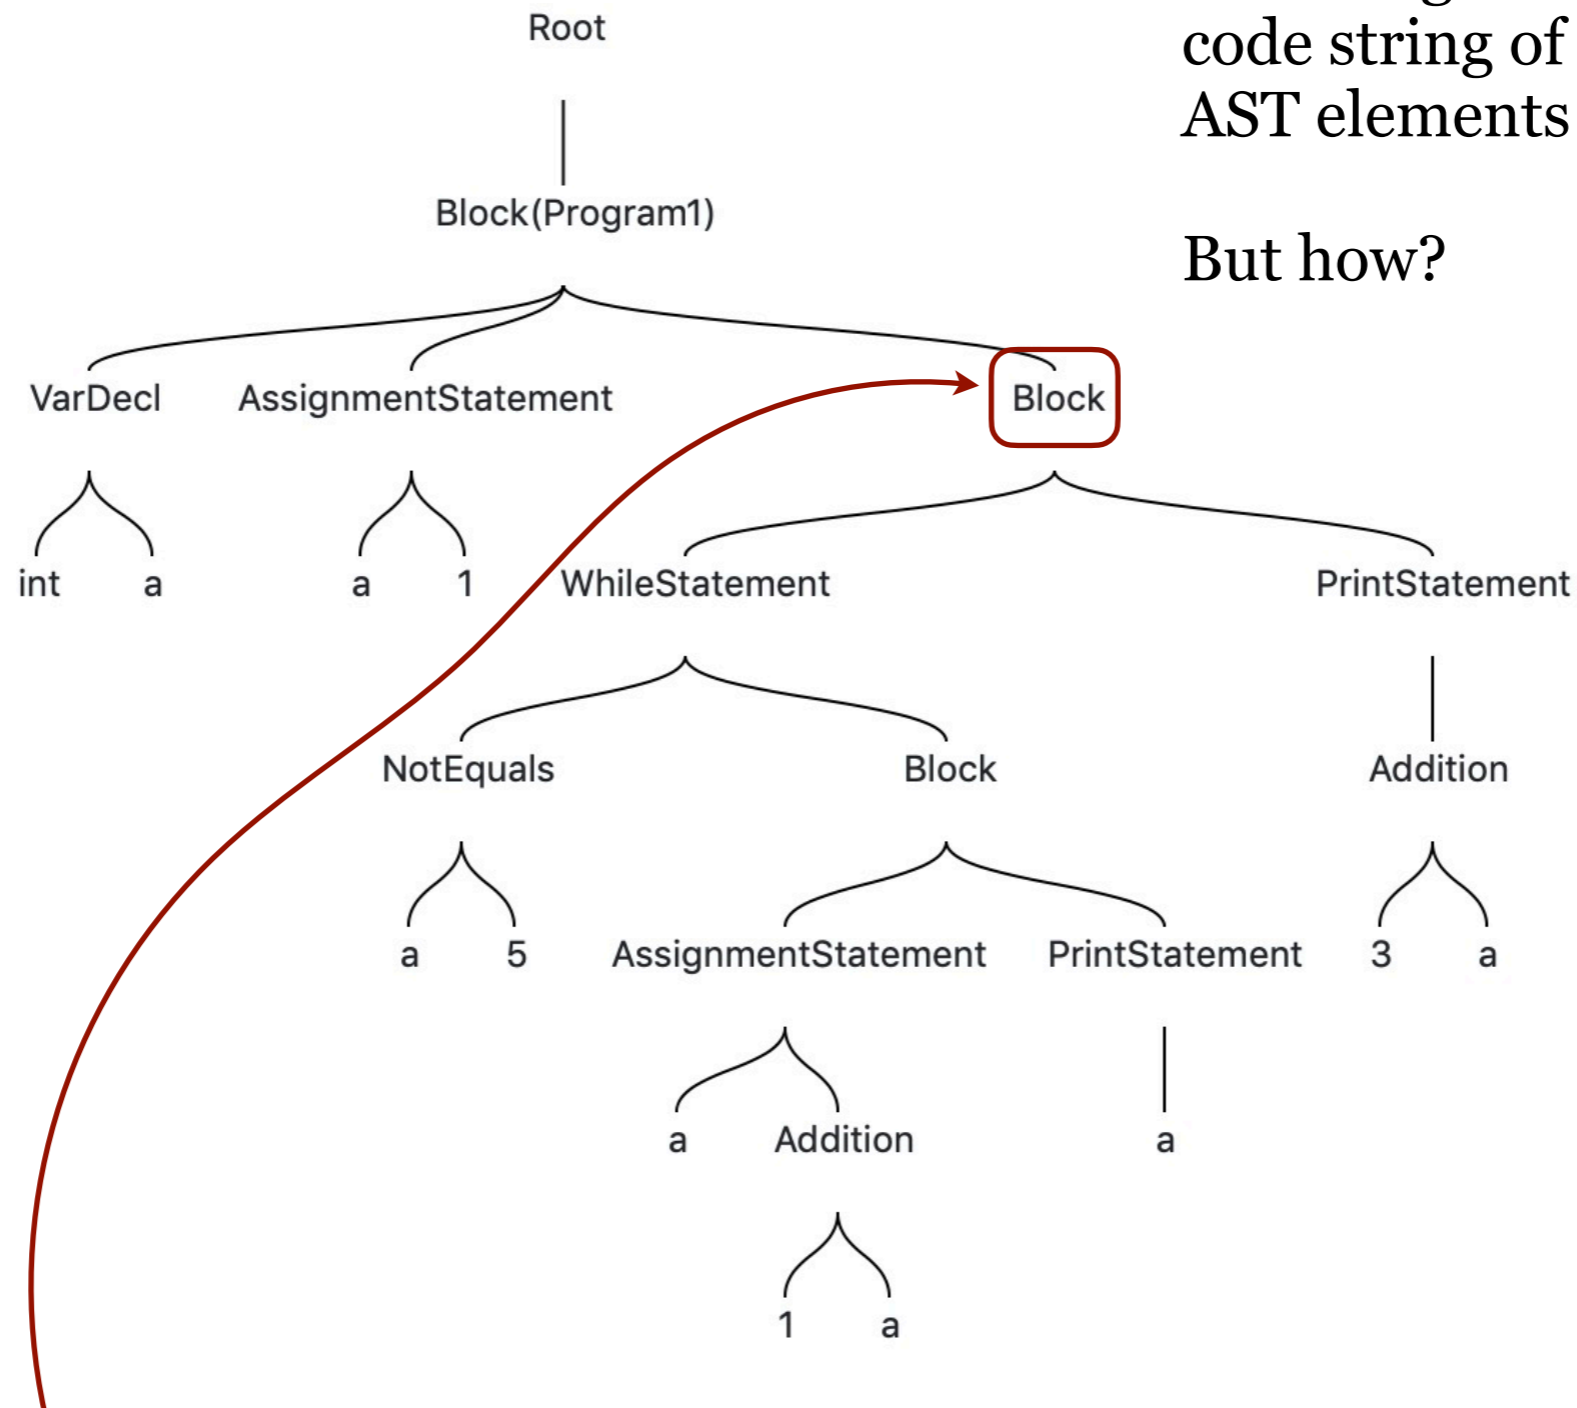 Root
code string of
AST elements
Block(Program1)
But how?
VarDecl AssignmentStatement Block
int a a 1 WhileStatement PrintStatement
NotEquals Block Addition
a 5 AssignmentStatement PrintStatement 3 a
a Addition a
1 a